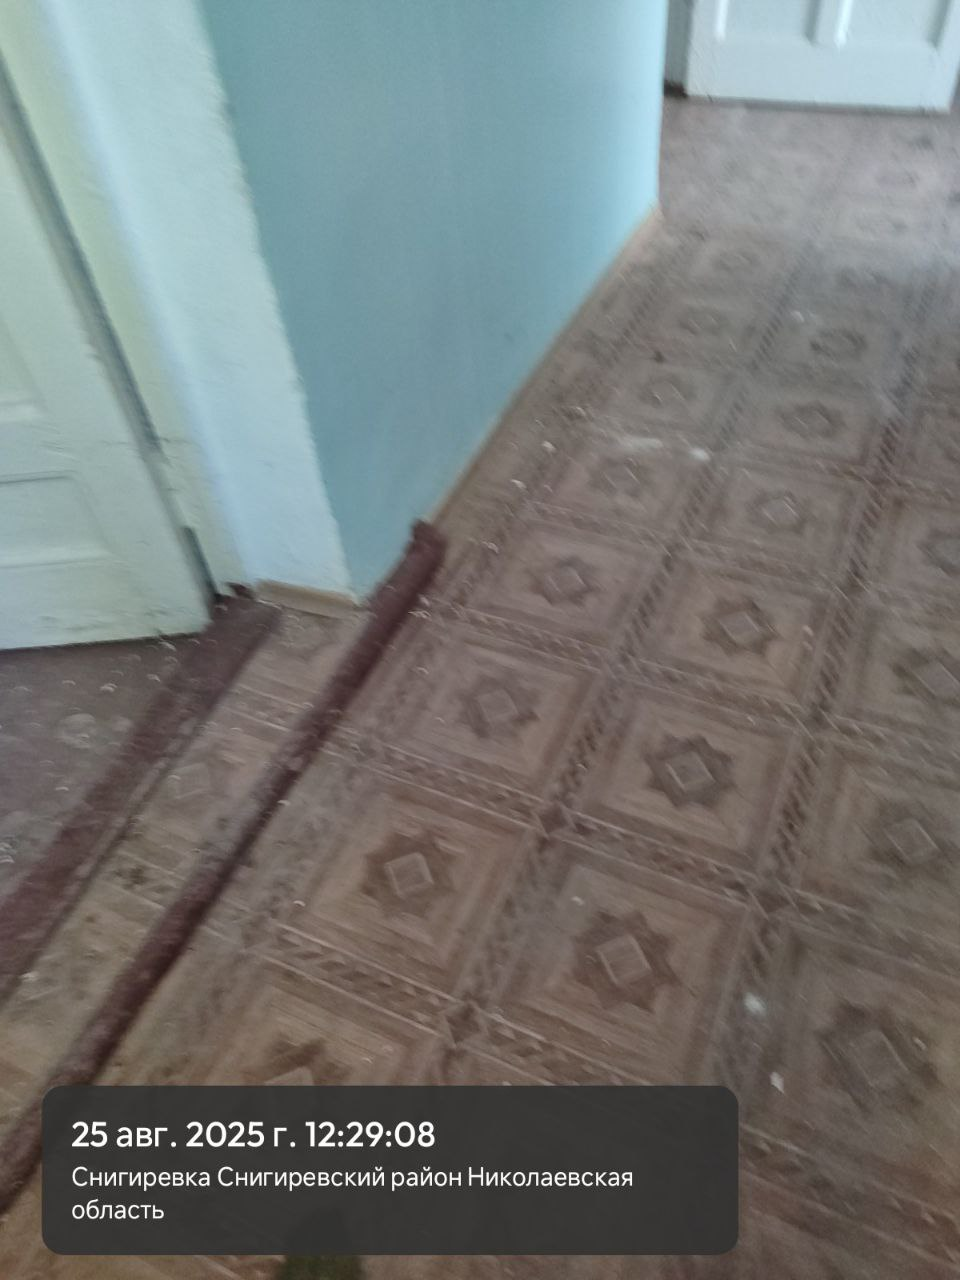 25 авг. 2025 г. 12:29:08
Снигиревка Снигиревский район Николаевская
область